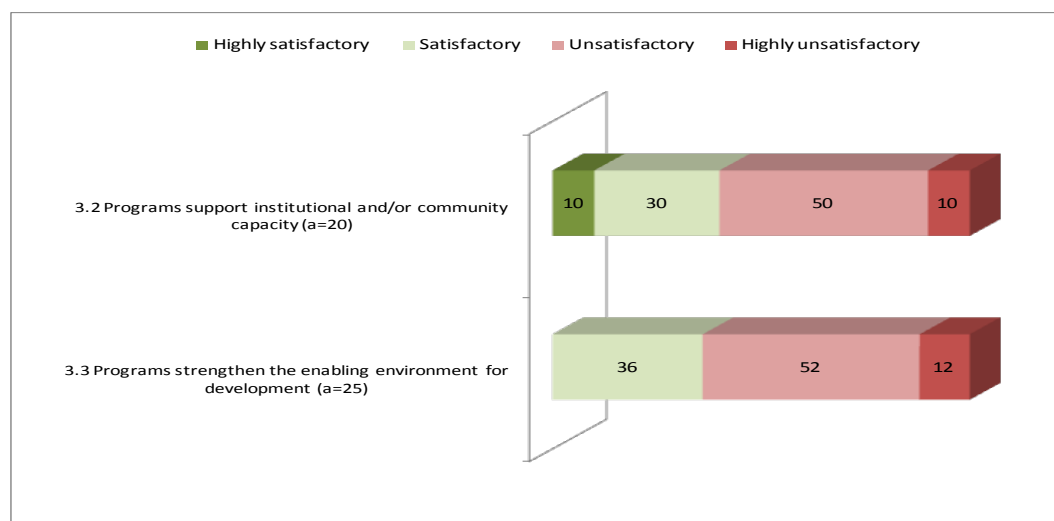 Highly satisfactory Satisfactory Unsatisfactory Highly unsatisfactory
3.2 Programs support institutional and/or community
capacity (a=20)
10 30 50 10
3.3 Programs strengthen the enabling environment for
development (a=25)
36 52 12